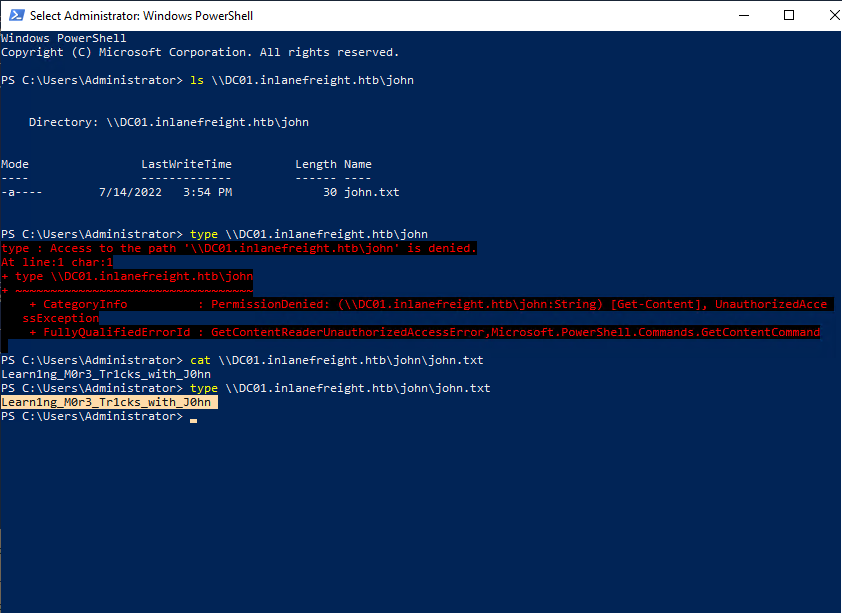 Select Administrator: Windows PowerShell
Windows PowerShell
Copyright (C) Microsoft Corporation. All rights reserved.
PS C:\Users\Administrator> ls \\DC01.inlanefreight.htb\john
    Directory: \\DC01.inlanefreight.htb\john
Mode                LastWriteTime         Length Name
----                -------------         ------ ----
-a----        7/14/2022   3:54 PM             30 john.txt
PS C:\Users\Administrator> type \\DC01.inlanefreight.htb\john
type : Access to the path '\\DC01.inlanefreight.htb\john' is denied.
At line:1 char:1
+ type \\DC01.inlanefreight.htb\john
+ ~~~~~~~~~~~~~~~~~~~~~~~~~~~~~~~~~~
    + CategoryInfo          : PermissionDenied: (\\DC01.inlanefreight.htb\john:String) [Get-Content], UnauthorizedAcce
   ssException
    + FullyQualifiedErrorId : GetContentReaderUnauthorizedAccessError,Microsoft.PowerShell.Commands.GetContentCommand
PS C:\Users\Administrator> cat \\DC01.inlanefreight.htb\john\john.txt
Learn1ng_M0r3_Tr1cks_with_J0hn
PS C:\Users\Administrator> type \\DC01.inlanefreight.htb\john\john.txt
Learn1ng_M0r3_Tr1cks_with_J0hn
PS C:\Users\Administrator>